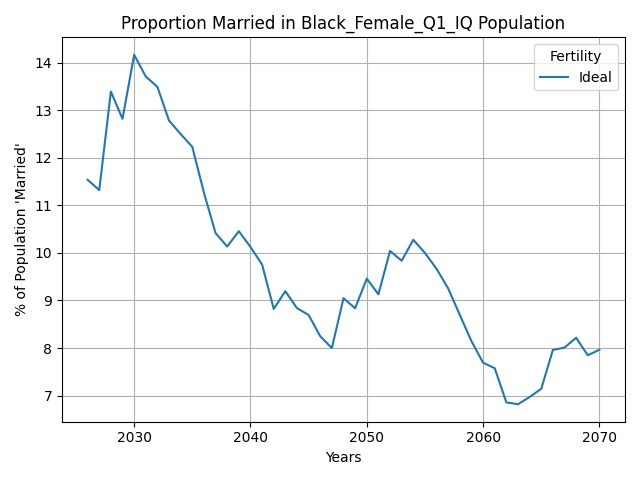 Proportion Married in Black_Female_Q1_IQ Population
Fertility
Ideal
% of Population 'Married'
14
13
12
11
10
9
8
7
2030 2040 2050 2060 2070
Years